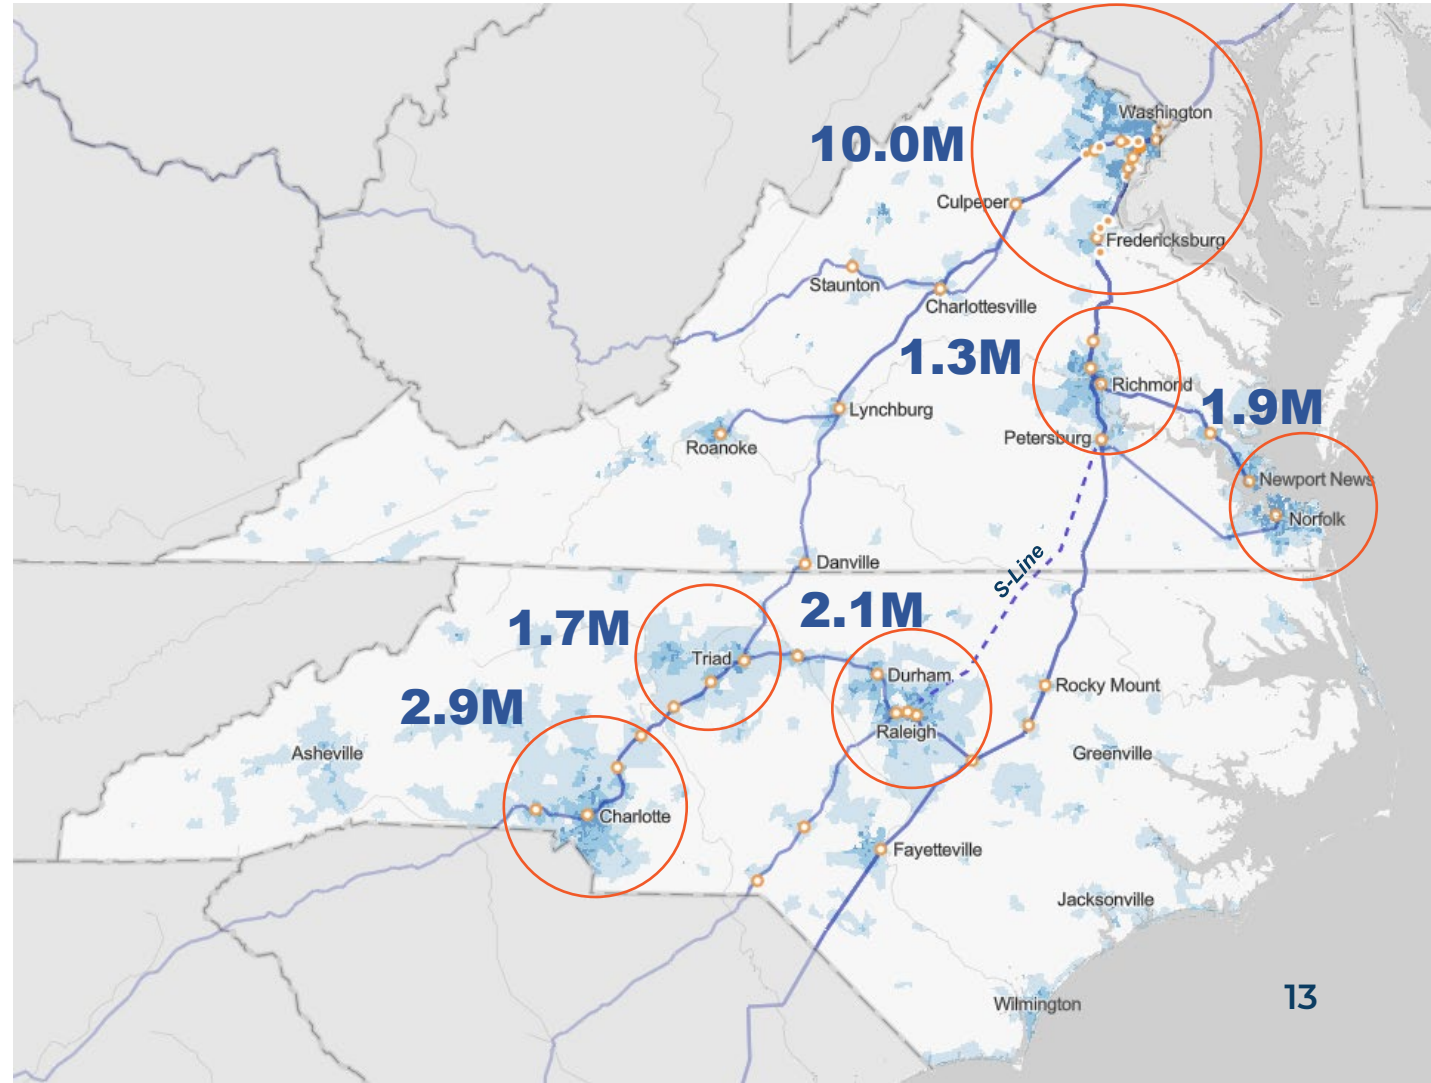 Washington
10.0M
Culpeper
Fredericksburg
Staunton
Charlottesville
1.3M
Richmond
1.9M
Lynchburg
Roanoke
Petersburg
Newport News
Norfolk
Danville
S-Line
2.1M
1.7M
Triad
Durham
Rocky Mount
2.9M
Raleigh
Asheville
Greenville
Charlotte
Fayetteville
Jacksonville
Wilmington
13